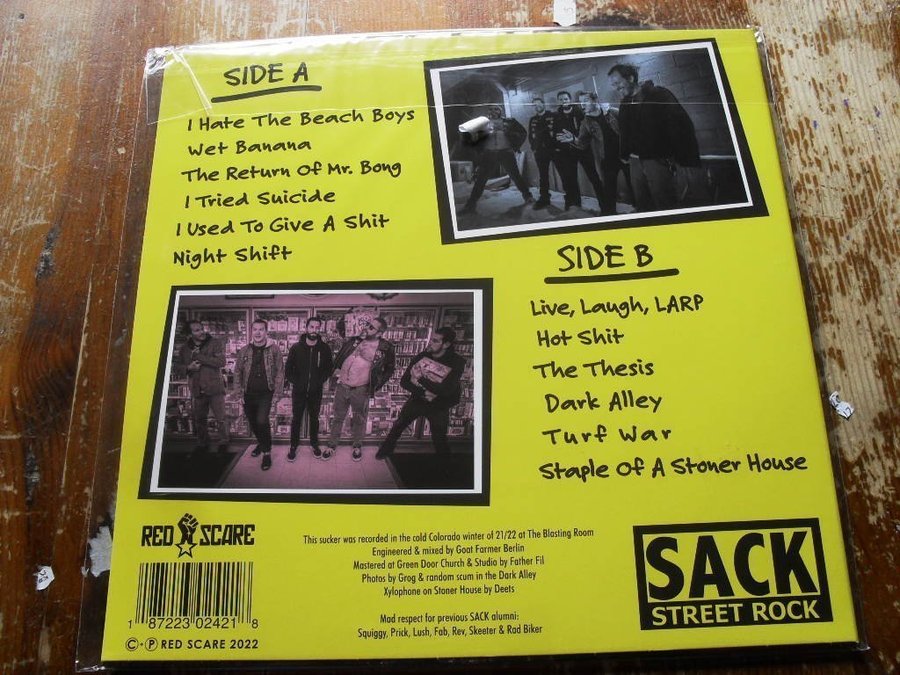 SIDE A
I Hate The Beach Boys
Wet Banana
The Return Of Mr. Bong
I Tried Suicide
I Used To Give A Shit
Night Shift
SIDE B
Live, Laugh, LARP
Hot Shit
The Thesis
Dark Alley
Turf War
Staple Of A Stoner House
RED SCARE
1 87223 02421 8
© · ℗ RED SCARE 2022
This sucker was recorded in the cold Colorado winter of 21/22 at The Blasting Room
Engineered & mixed by Goat Farmer Berlin
Mastered at Green Door Church & Studio by Father Fil
Photos by Grog & random scum in the Dark Alley
Xylophone on Stoner House by Deets
Mad respect for previous SACK alumni:
Squiggy, Prick, Lush, Fab, Rev, Skeeter & Rad Biker
SACK
STREET ROCK